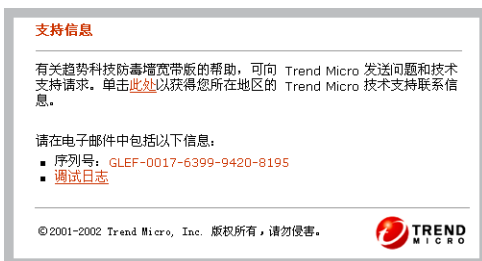 支持信息
有关趋势科技防毒墙宽带版的帮助，可向 Trend Micro 发送问题和技术
支持请求。单击此处以获得您所在地区的 Trend Micro 技术支持联系信
息。
请在电子邮件中包括以下信息：
▪ 序列号：GLEF-0017-6399-9420-8195
▪ 调试日志
©2001-2002 Trend Micro, Inc. 版权所有，请勿侵害。
TREND
MICRO